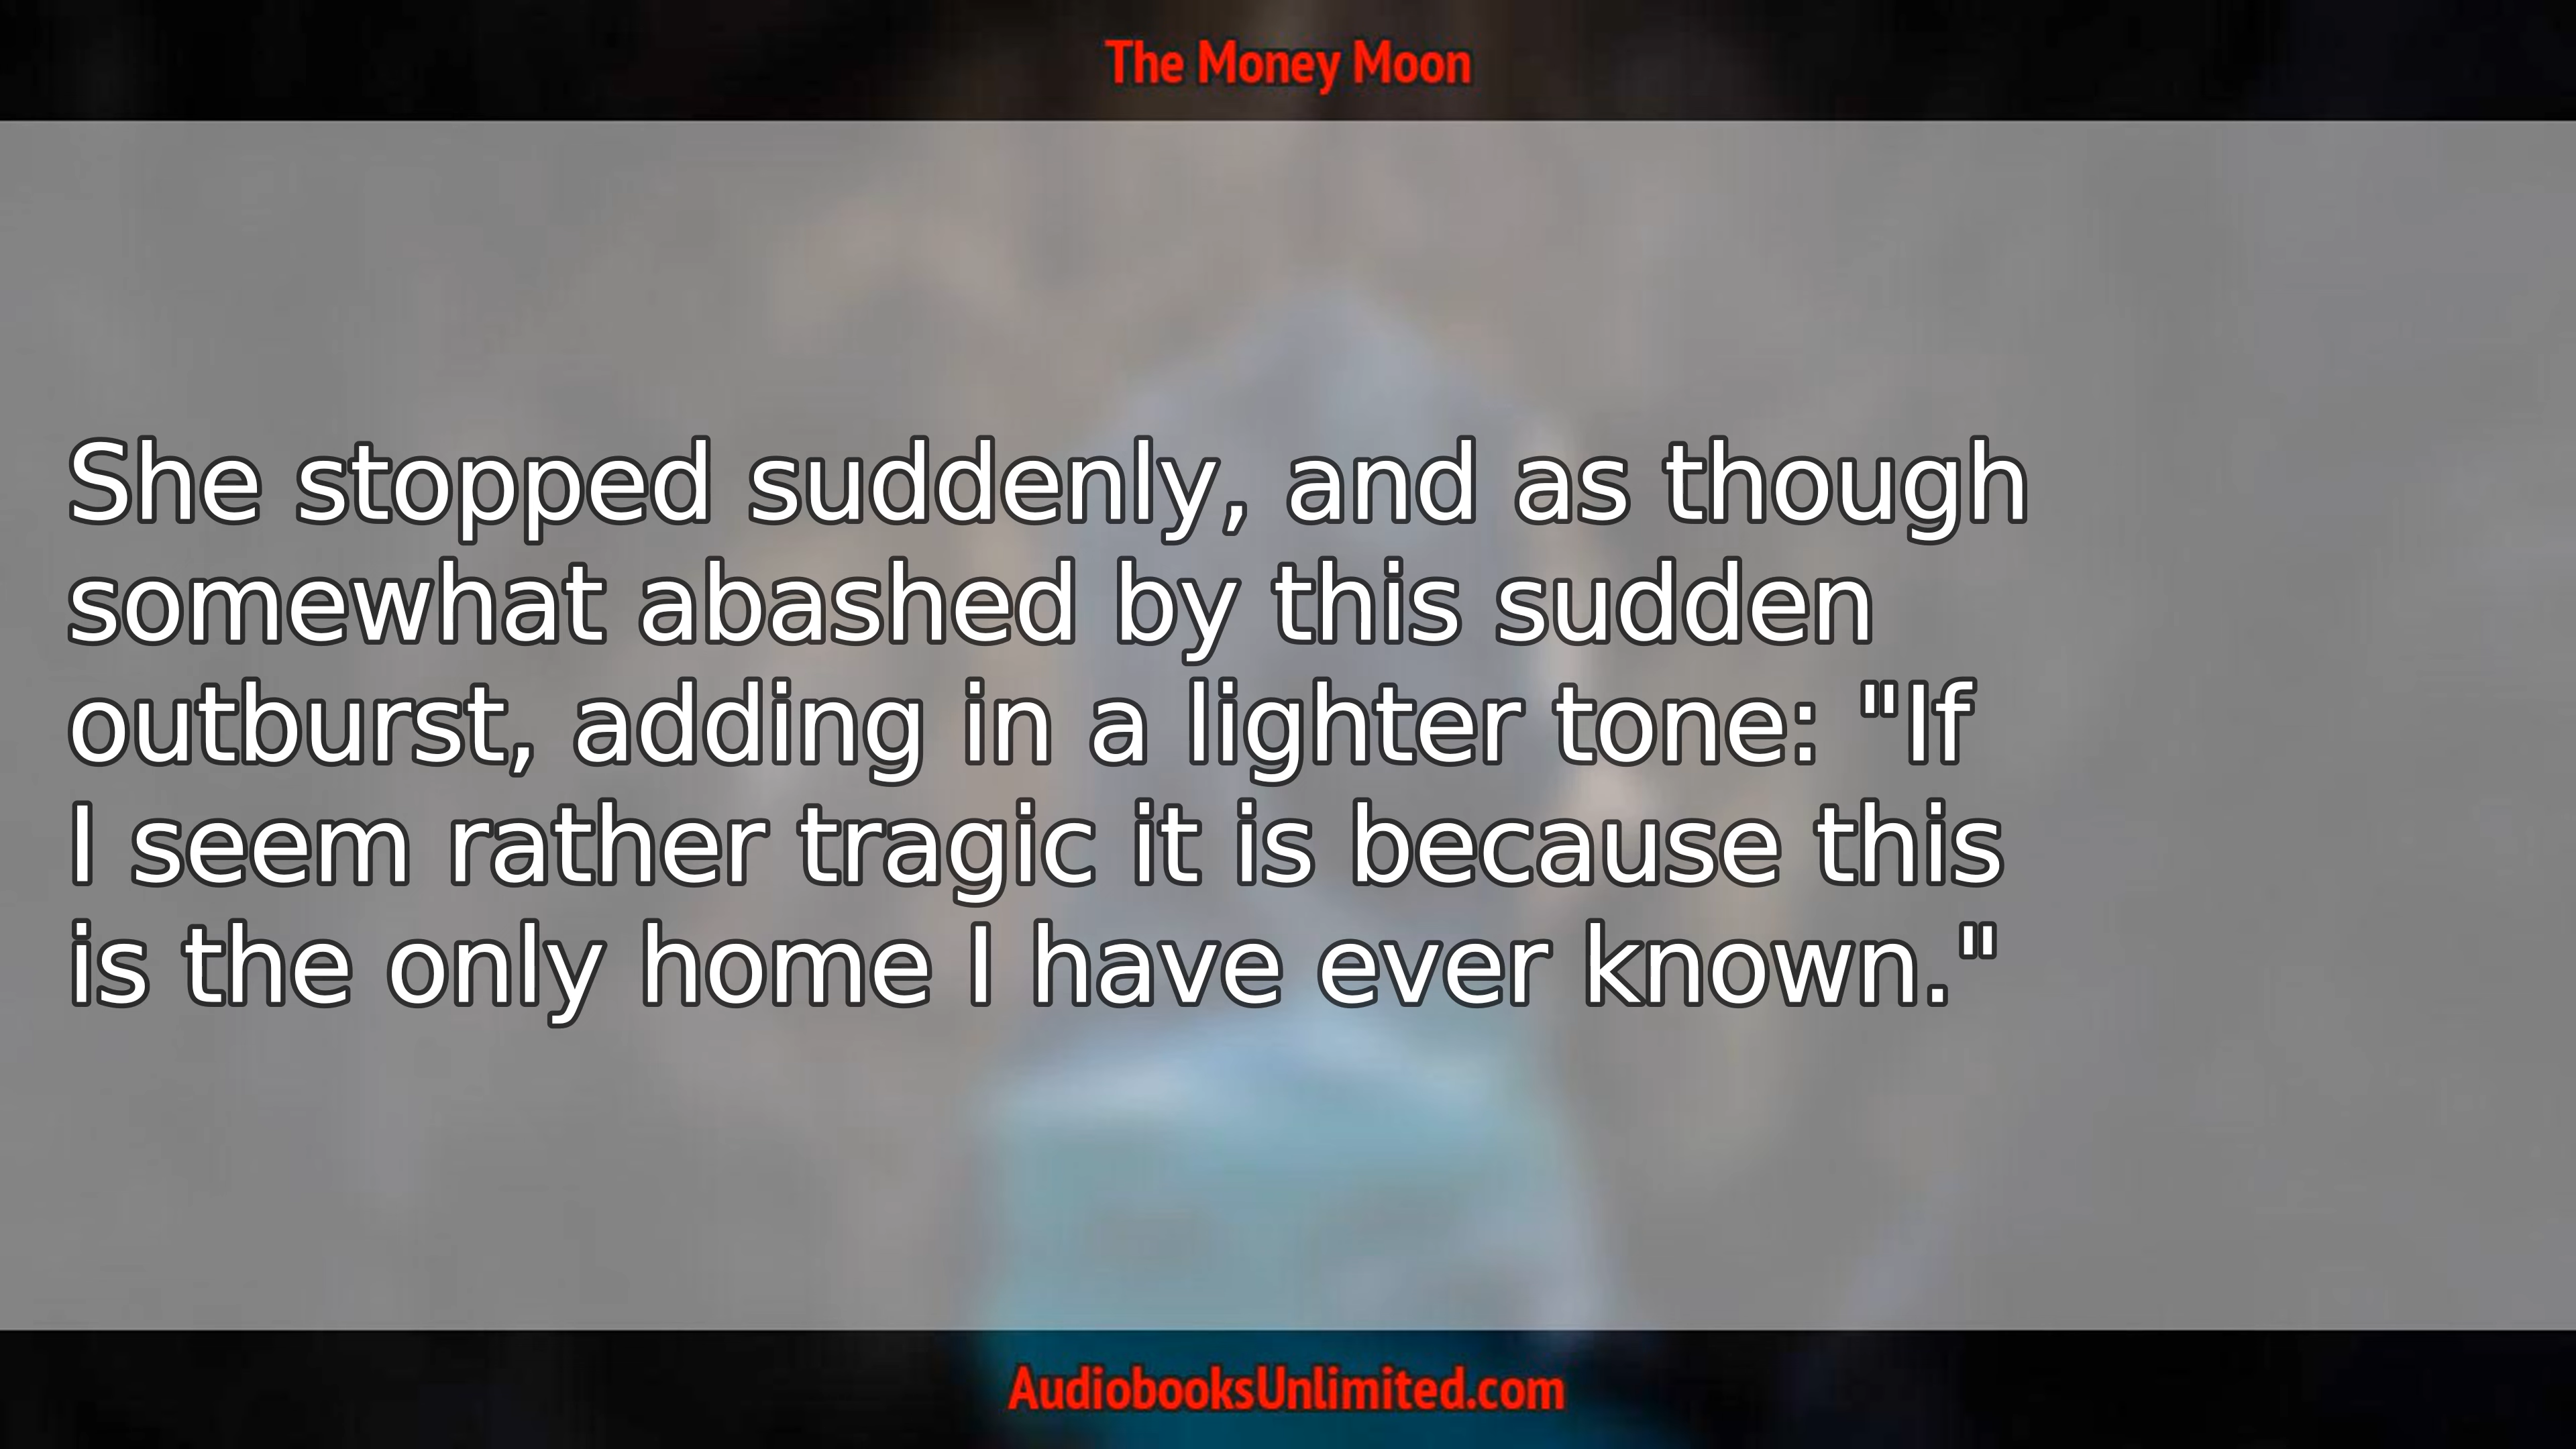 The Money Moon
She stopped suddenly, and as though
somewhat abashed by this sudden
outburst, adding in a lighter tone: "If
I seem rather tragic it is because this
is the only home I have ever known."
AudiobooksUnlimited.com